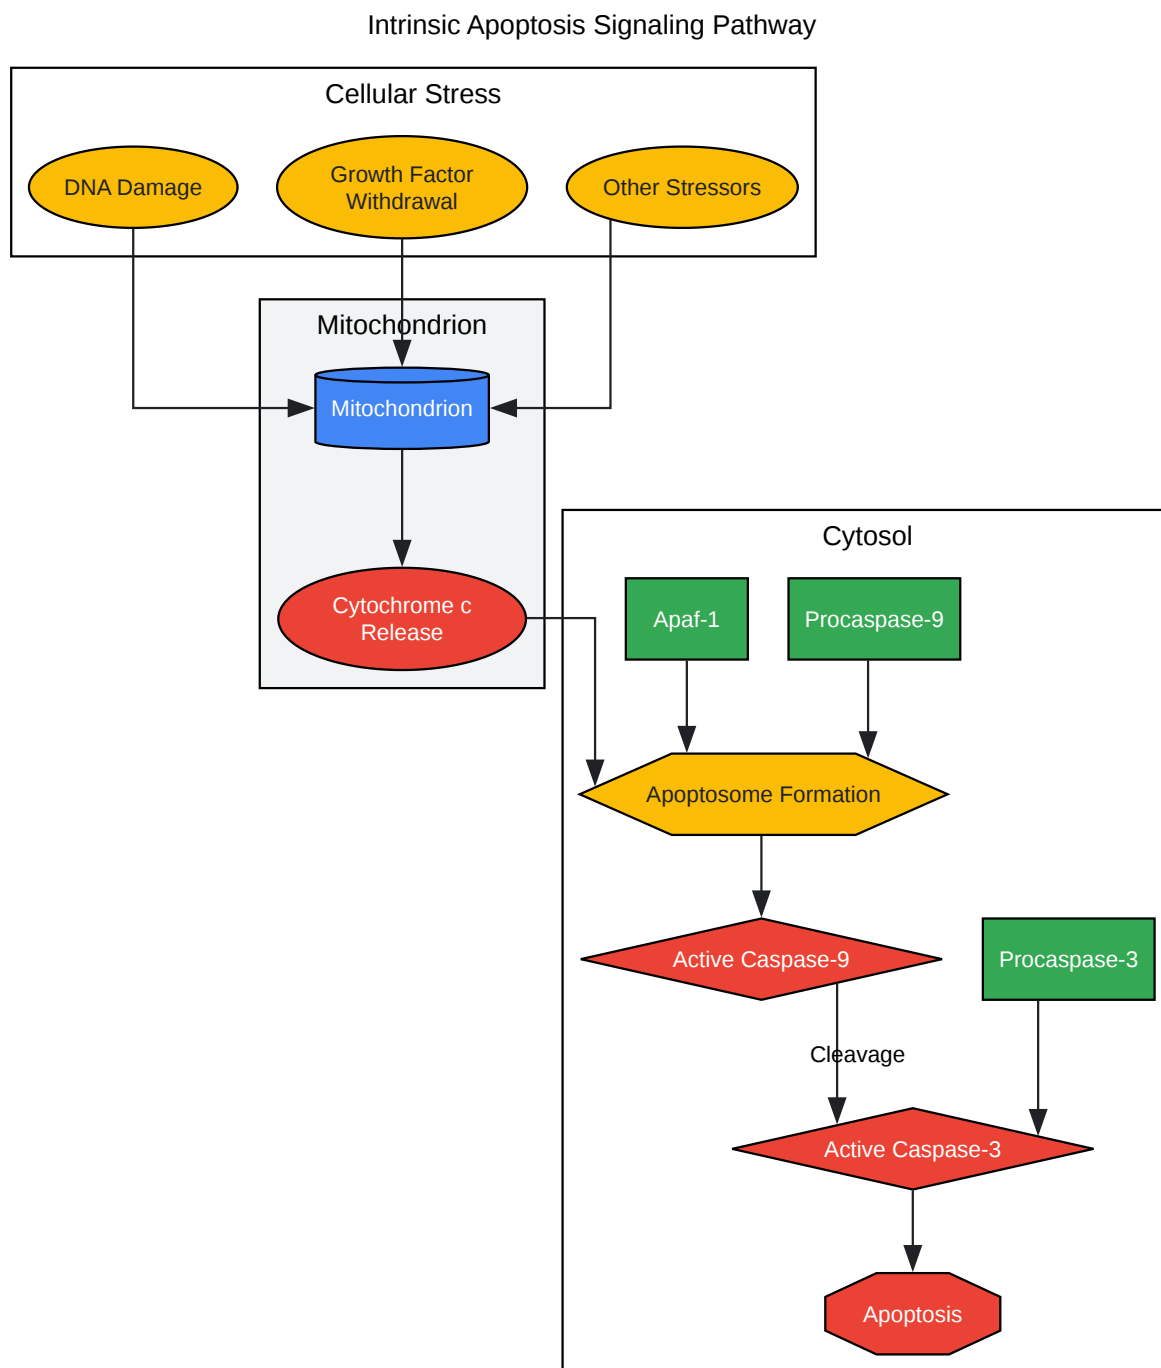 Intrinsic Apoptosis Signaling Pathway
Cellular Stress
DNA Damage
Growth Factor
Withdrawal
Other Stressors
Mitochondrion
Mitochondrion
Cytochrome c
Release
Cytosol
Apaf-1
Procaspase-9
Apoptosome Formation
Active Caspase-9
Procaspase-3
Cleavage
Active Caspase-3
Apoptosis